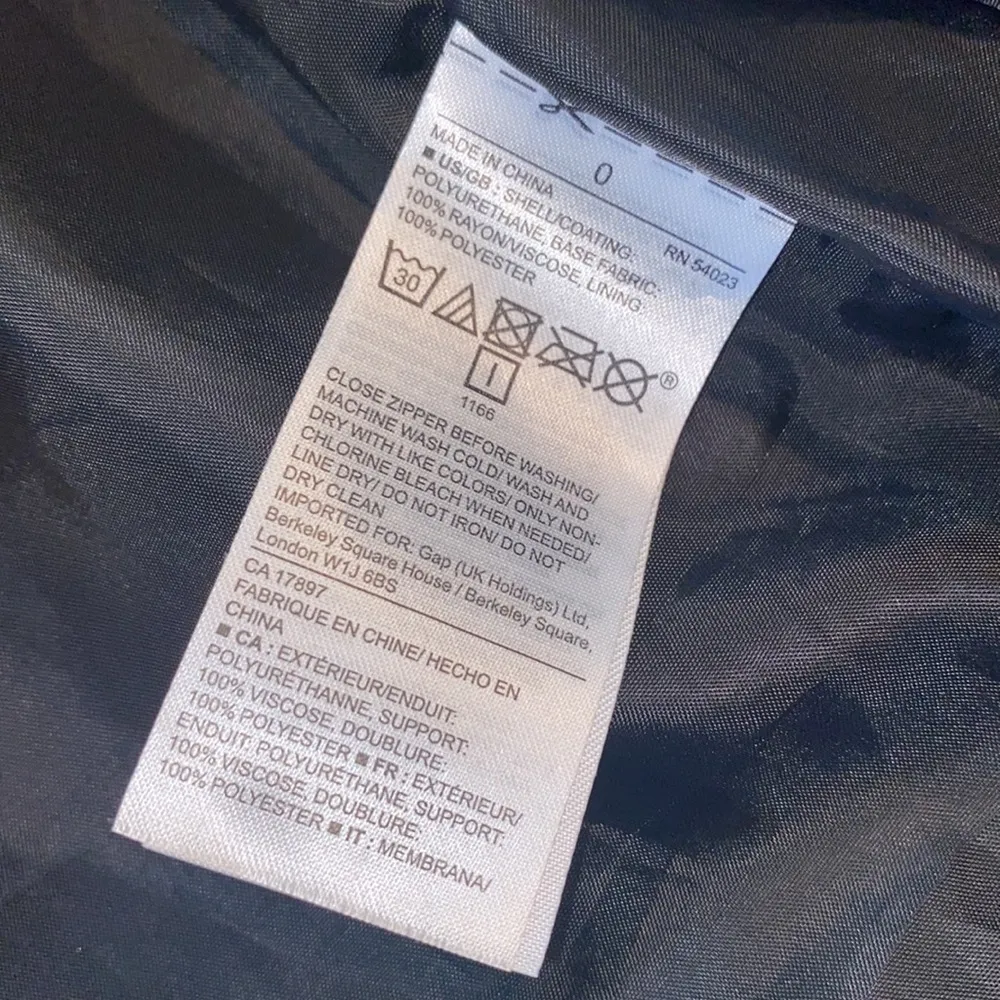 0
MADE IN CHINA
RN 54023
■ US/GB : SHELL/COATING:
POLYURETHANE, BASE FABRIC:
100% RAYON/VISCOSE, LINING:
100% POLYESTER
30
®
1166
CLOSE ZIPPER BEFORE WASHING/
MACHINE WASH COLD/ WASH AND
DRY WITH LIKE COLORS/ ONLY NON-
CHLORINE BLEACH WHEN NEEDED/
LINE DRY/ DO NOT IRON/ DO NOT
DRY CLEAN
IMPORTED FOR: Gap (UK Holdings) Ltd,
Berkeley Square House / Berkeley Square,
London W1J 6BS
CA 17897
FABRIQUE EN CHINE/ HECHO EN
CHINA
■ CA : EXTÉRIEUR/ENDUIT:
POLYURÉTHANNE, SUPPORT:
100% VISCOSE, DOUBLURE,
100% POLYESTER ■ FR : EXTÉRIEUR/
ENDUIT: POLYURÉTHANE, SUPPORT:
100% VISCOSE, DOUBLURE:
100% POLYESTER ■ IT : MEMBRANA/